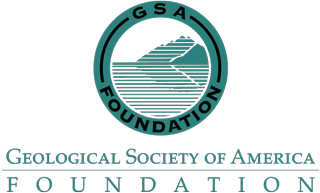 GSA
FOUNDATION
GEOLOGICAL SOCIETY OF AMERICA
FOUNDATION